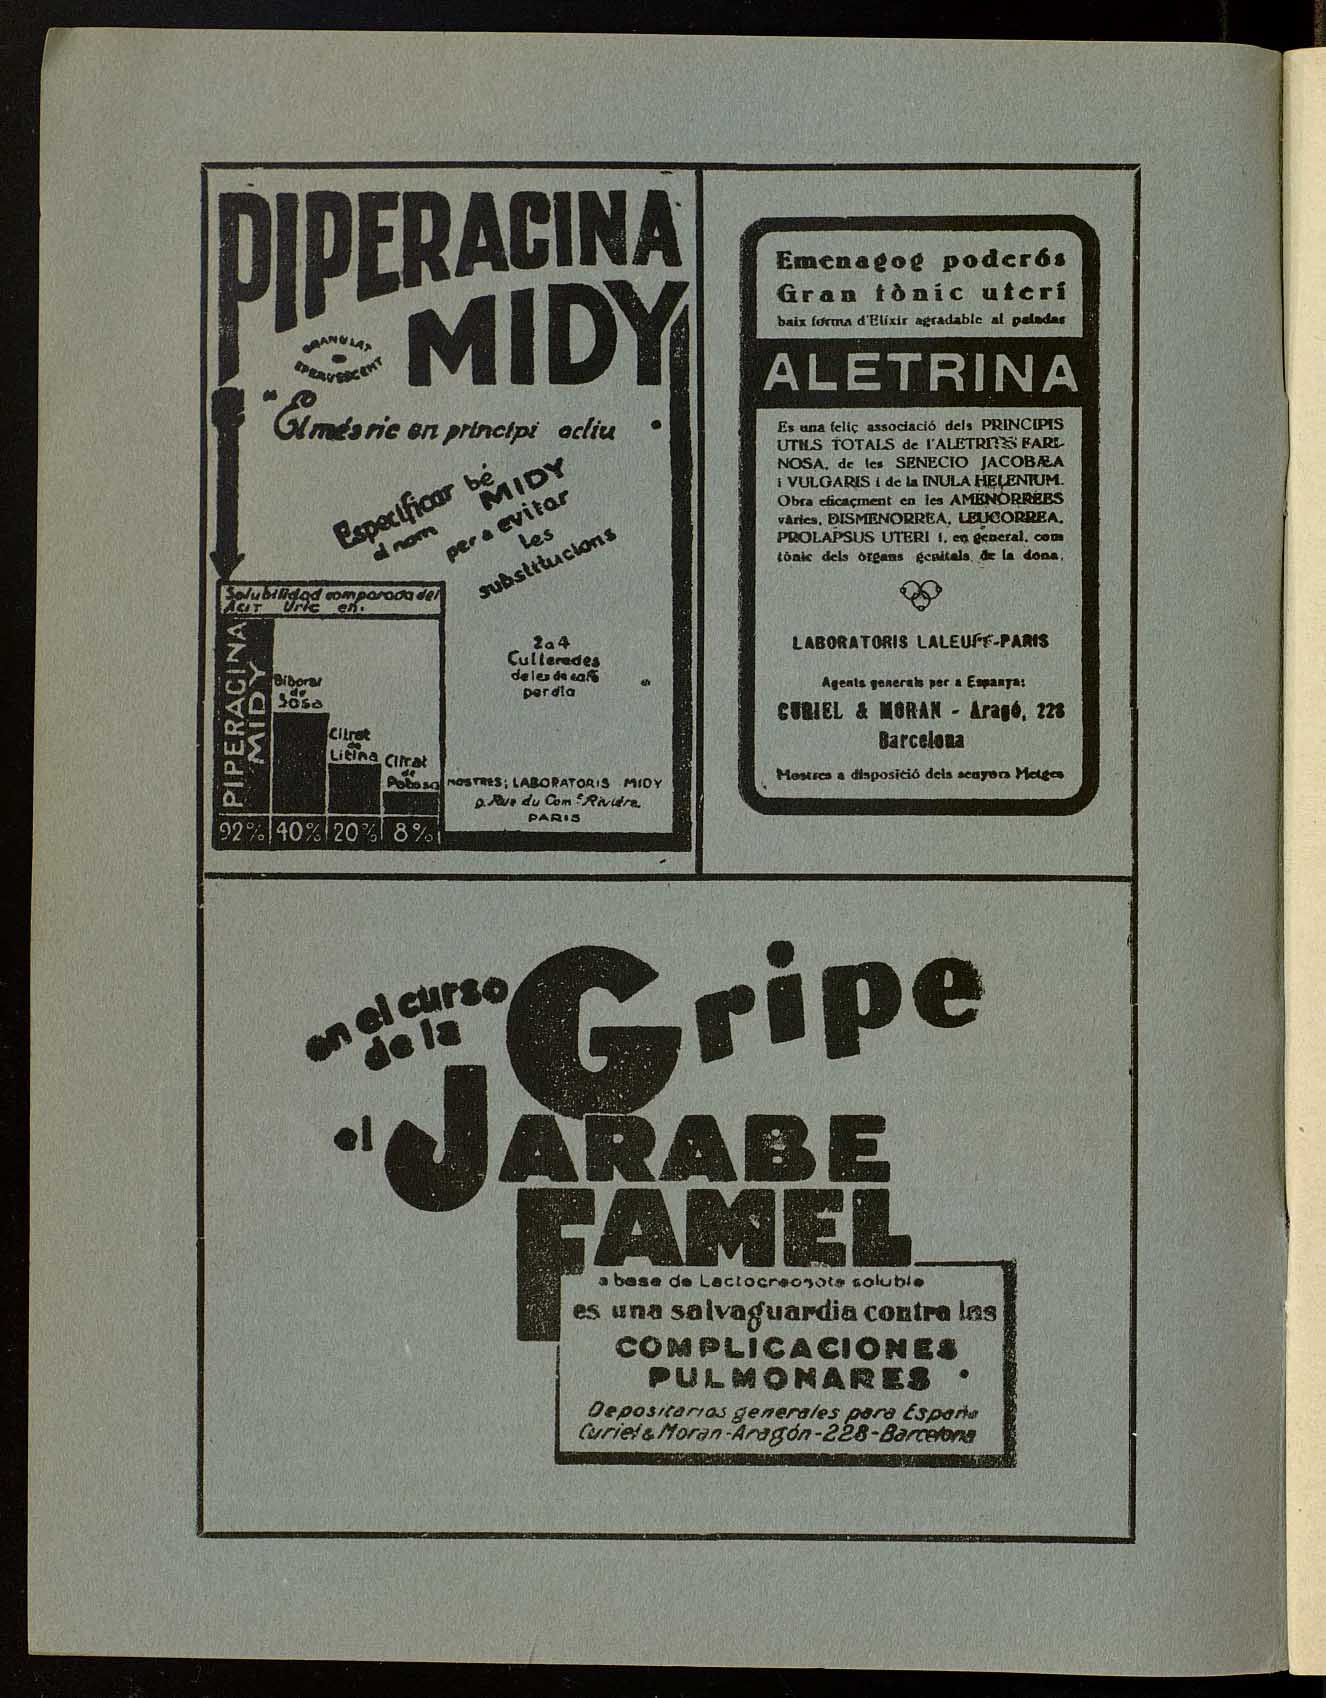 PIPERACINA
MIDY
GRANULAT
EFERVESCENT
"El més ric en principi actiu"
Especificar bé
el nom MIDY
per a evitar
les
substitucions
Solubilidad comparada del
Acit Uric en.
PIPERACINA
MIDY
Biborat
de
Sosa
Citrat
de
Litina
Citrat
de
Potasa
92% 40% 20% 8%
2 a 4
Culleredes
de les de café
per dia
MOSTRES; LABORATORIS MIDY
9. Rue du Com.t Rivière
PARIS
Emenagog poderós
Gran tònic uterí
baix forma d'Elíxir agradable al paladar
ALETRINA
Es una feliç associació dels PRINCIPIS
UTILS TOTALS de l'ALETRIS FARI-
NOSA, de les SENECIO JACOBÆA
i VULGARIS i de la INULA HELENIUM.
Obra eficaçment en les AMENORREES
vàries, DISMENORREA, LEUCORREA,
PROLAPSUS UTERI i, en general, com
tònic dels òrgans genitals de la dona.
LABORATORIS LALEUFF-PARIS
Agents generals per a Espanya:
CURIEL & MORAN - Aragó, 228
Barcelona
Mostres a disposició dels senyors Metges
en el curso
de la
Gripe
el JARABE
FAMEL
a base de Lactocreosota soluble
es una salvaguardia contra las
COMPLICACIONES
PULMONARES
Depositarios generales para España
Curiel & Moran-Aragón-228-Barcelona